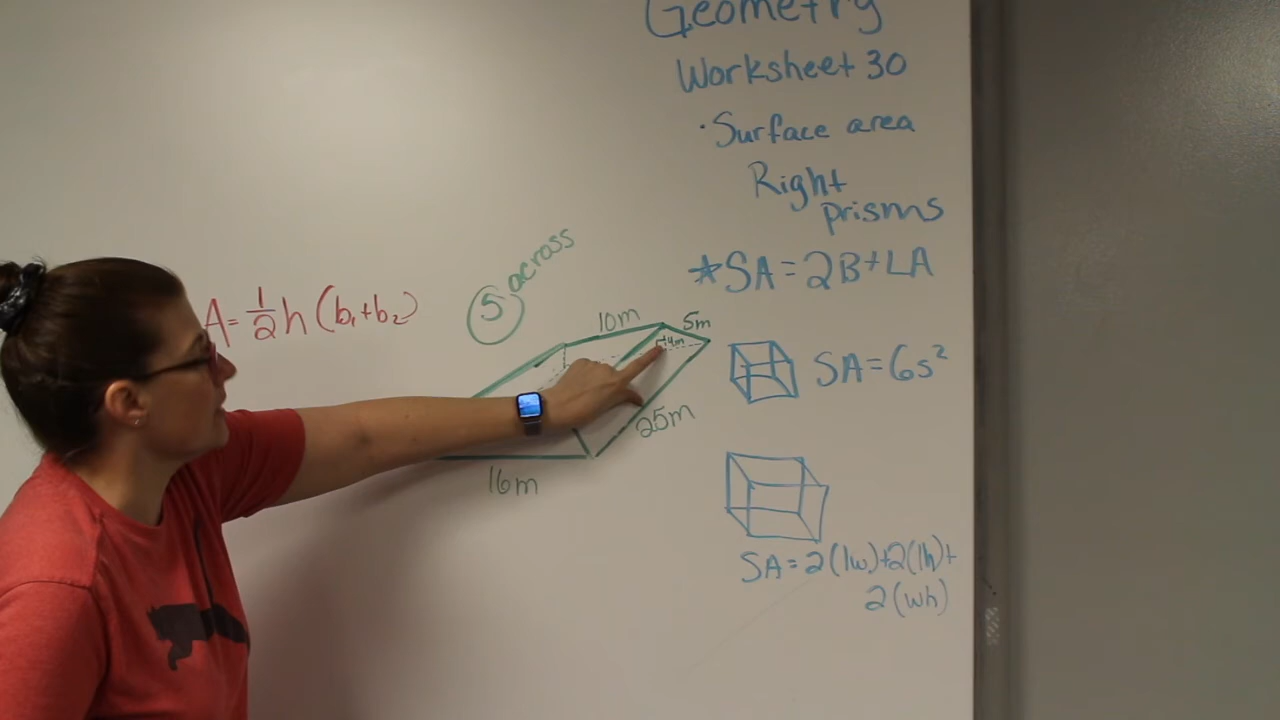 Geometry
Worksheet 30
· Surface area
Right
prisms
*SA=2B+LA
A=1/2h(b₁+b₂)
5 across
10m
5m
4m
25m
16m
SA=6s²
SA=2(lw)+2(lh)+
2(wh)